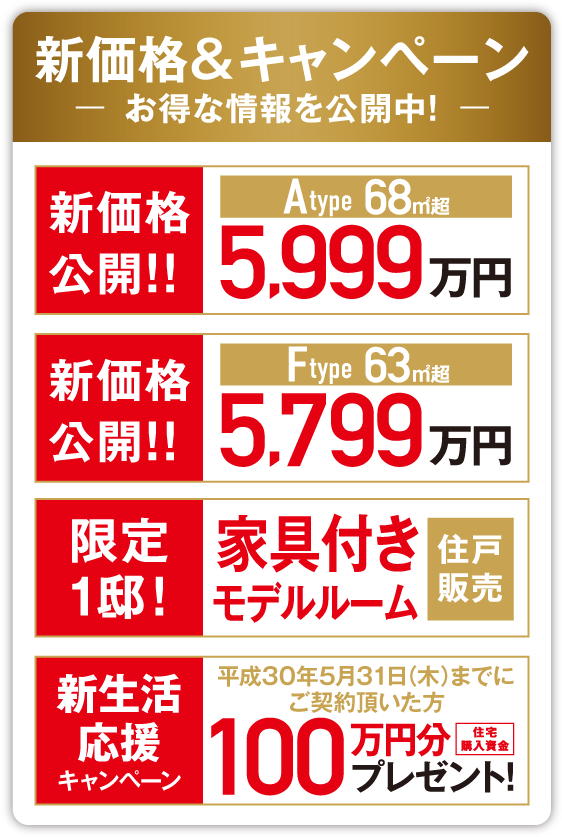 新価格&キャンペーン
お得な情報を公開中!
新価格
公開!!
Atype 68㎡超
5,999万円
新価格
公開!!
Ftype 63㎡超
5,799万円
限定
1邸!
家具付き
モデルルーム
住戸
販売
新生活
応援
キャンペーン
平成30年5月31日(木)までに
ご契約頂いた方
100万円分
住宅
購入資金
プレゼント!